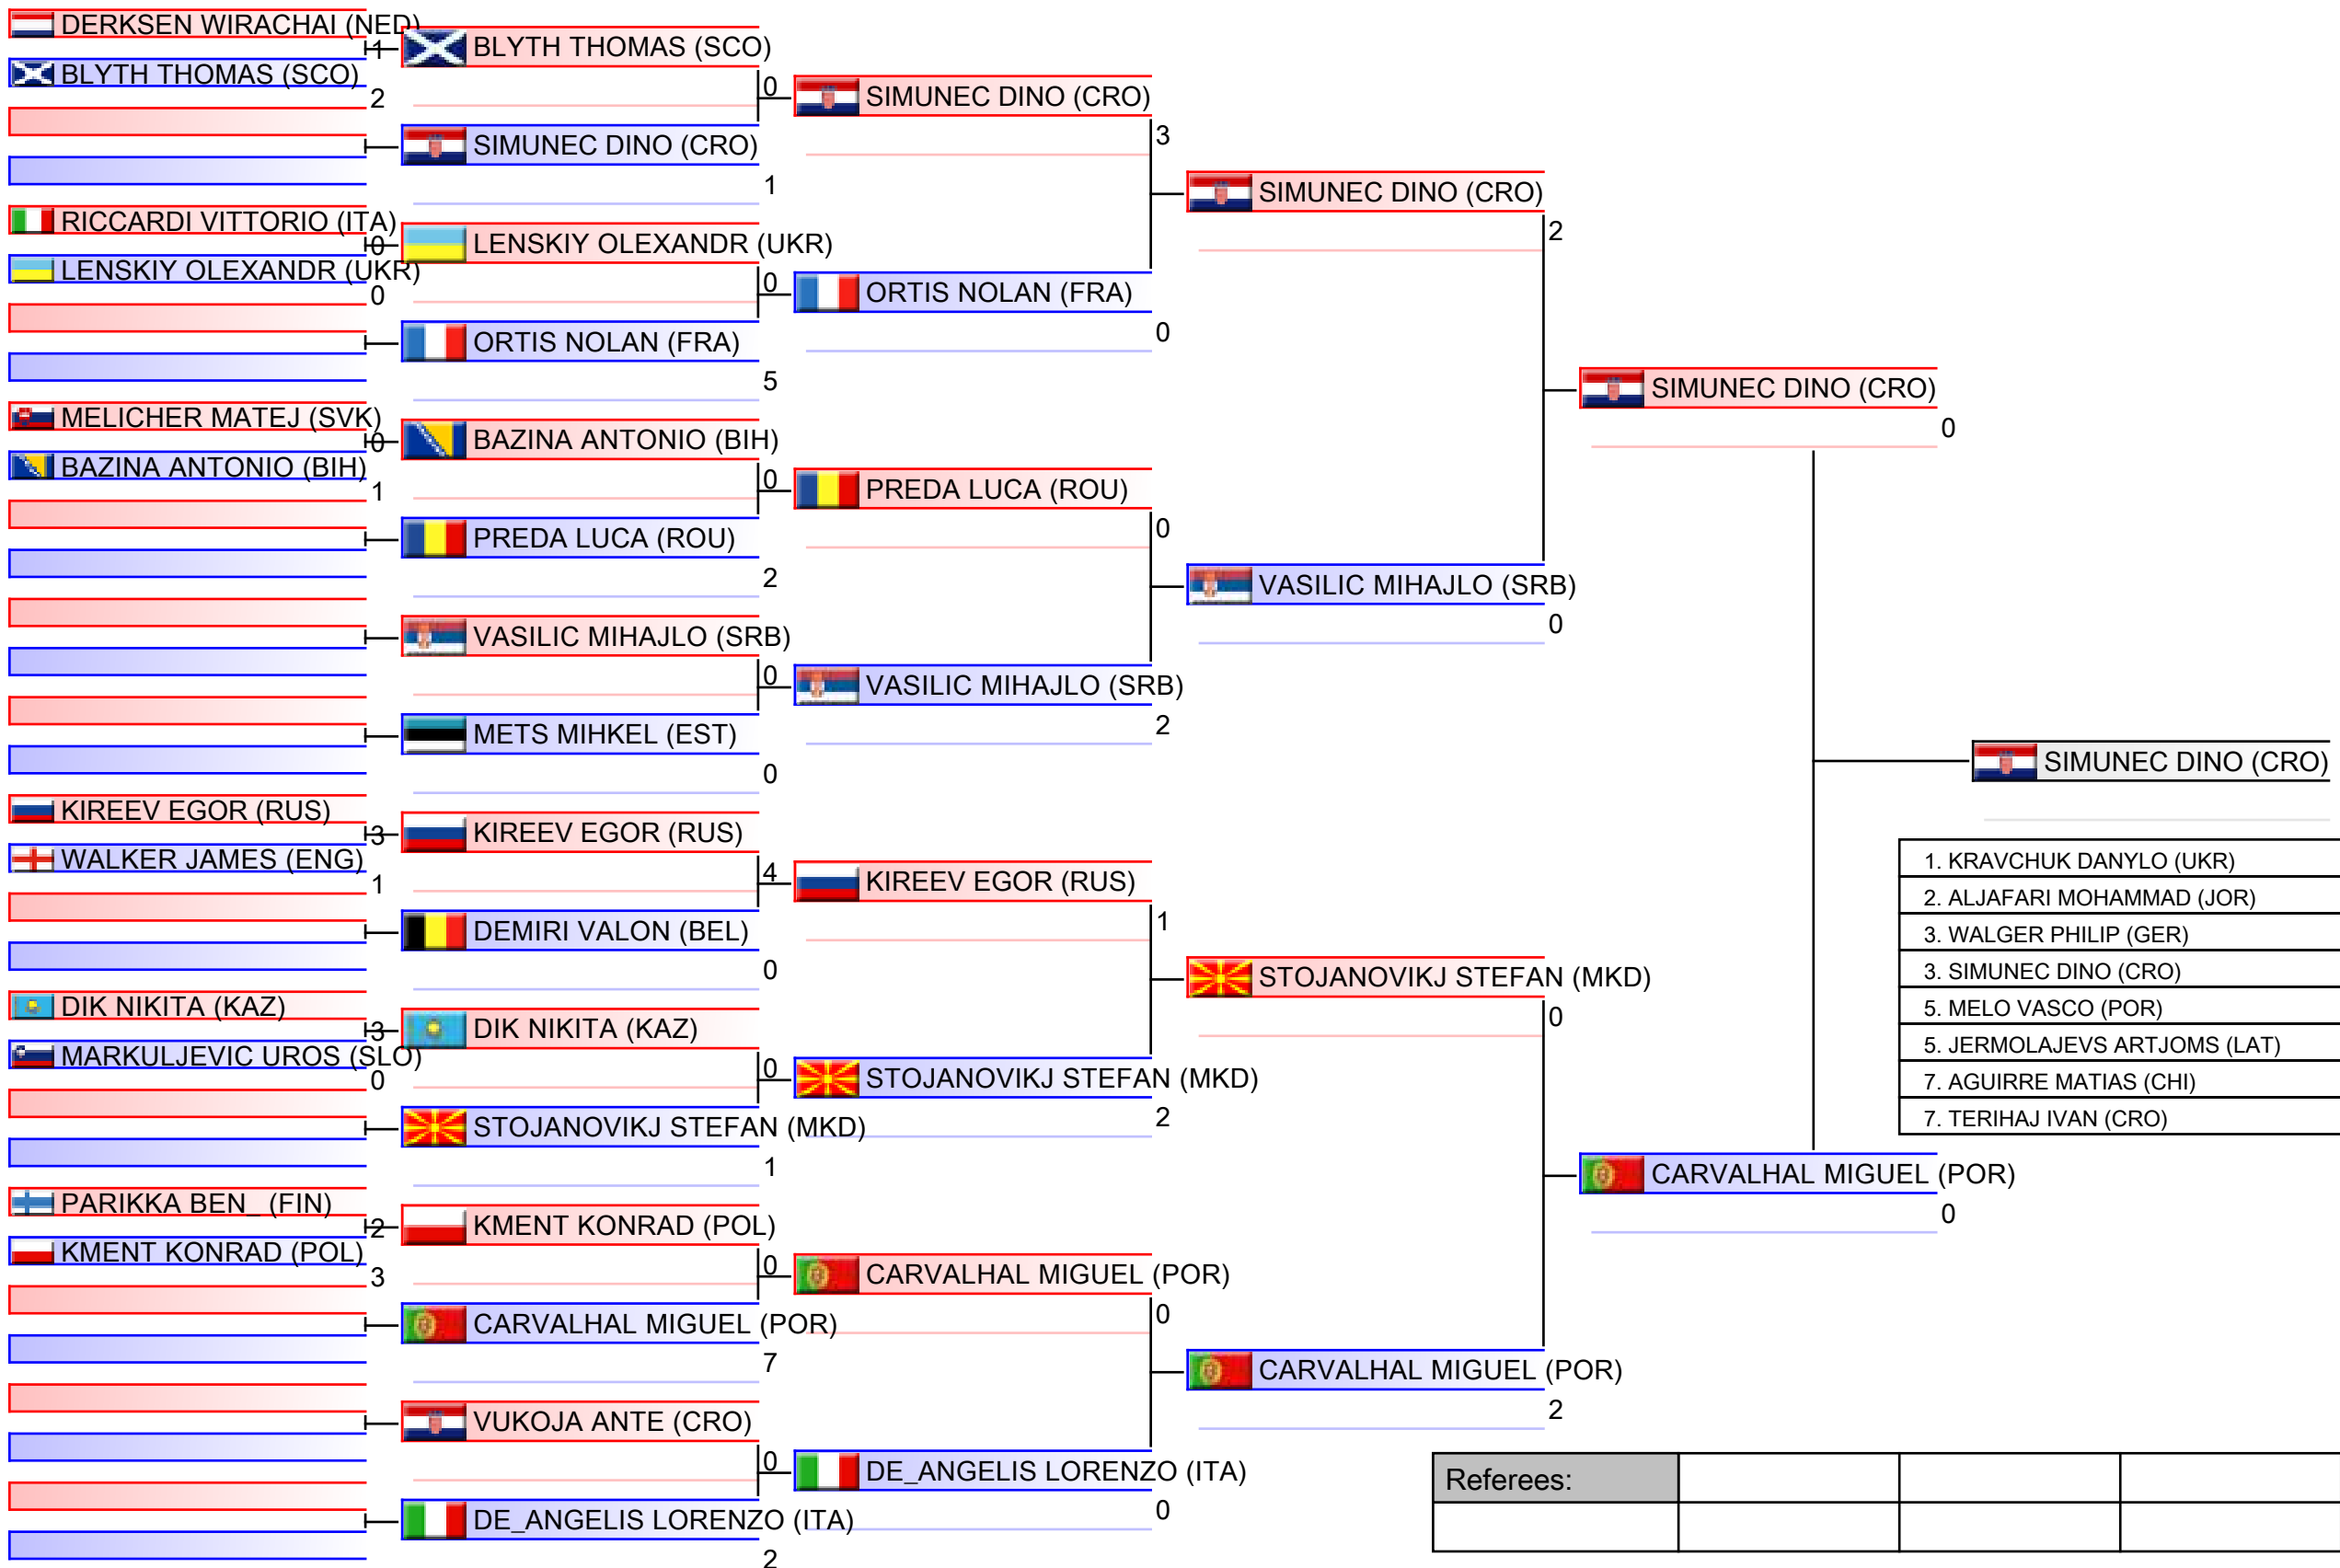 DERKSEN WIRACHAI (NED)
1
BLYTH THOMAS (SCO)
2
RICCARDI VITTORIO (ITA)
0
LENSKIY OLEXANDR (UKR)
0
MELICHER MATEJ (SVK)
0
BAZINA ANTONIO (BIH)
1
KIREEV EGOR (RUS)
3
WALKER JAMES (ENG)
1
DIK NIKITA (KAZ)
3
MARKULJEVIC UROS (SLO)
0
PARIKKA BEN_ (FIN)
2
KMENT KONRAD (POL)
3
BLYTH THOMAS (SCO)
0
SIMUNEC DINO (CRO)
1
LENSKIY OLEXANDR (UKR)
0
ORTIS NOLAN (FRA)
5
BAZINA ANTONIO (BIH)
0
PREDA LUCA (ROU)
2
VASILIC MIHAJLO (SRB)
0
METS MIHKEL (EST)
0
KIREEV EGOR (RUS)
4
DEMIRI VALON (BEL)
0
DIK NIKITA (KAZ)
0
STOJANOVIKJ STEFAN (MKD)
1
KMENT KONRAD (POL)
0
CARVALHAL MIGUEL (POR)
7
VUKOJA ANTE (CRO)
0
DE_ANGELIS LORENZO (ITA)
2
SIMUNEC DINO (CRO)
3
ORTIS NOLAN (FRA)
0
PREDA LUCA (ROU)
0
VASILIC MIHAJLO (SRB)
2
KIREEV EGOR (RUS)
1
STOJANOVIKJ STEFAN (MKD)
2
CARVALHAL MIGUEL (POR)
0
DE_ANGELIS LORENZO (ITA)
0
SIMUNEC DINO (CRO)
2
VASILIC MIHAJLO (SRB)
0
STOJANOVIKJ STEFAN (MKD)
0
CARVALHAL MIGUEL (POR)
2
SIMUNEC DINO (CRO)
0
CARVALHAL MIGUEL (POR)
0
SIMUNEC DINO (CRO)
1. KRAVCHUK DANYLO (UKR)
2. ALJAFARI MOHAMMAD (JOR)
3. WALGER PHILIP (GER)
3. SIMUNEC DINO (CRO)
5. MELO VASCO (POR)
5. JERMOLAJEVS ARTJOMS (LAT)
7. AGUIRRE MATIAS (CHI)
7. TERIHAJ IVAN (CRO)
Referees: